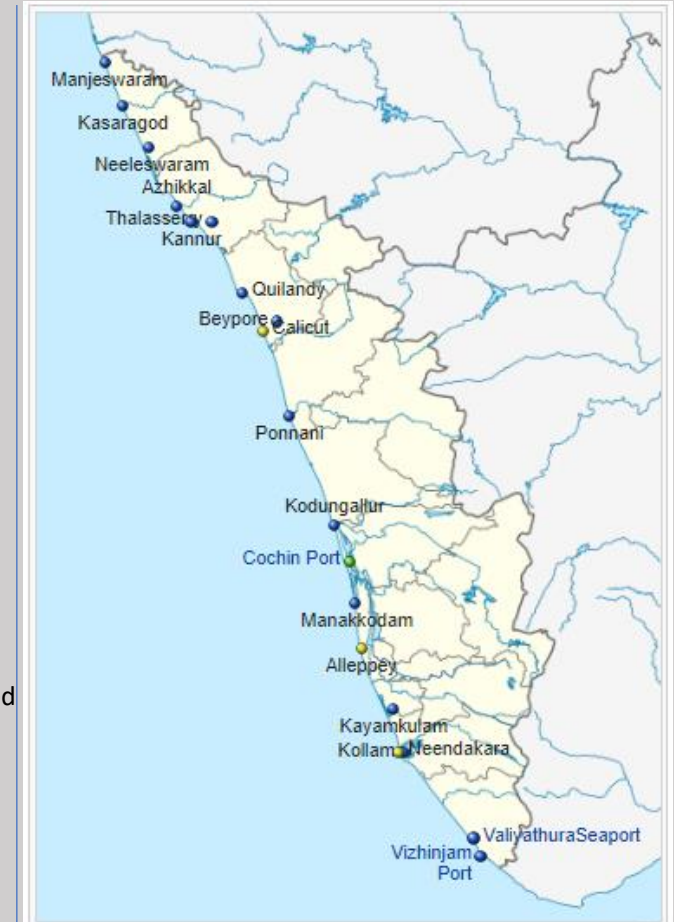 Manjeswaram
Kasaragod
Neeleswaram
Azhikkal
Thalassery
Kannur
Quilandy
Beypore
Calicut
Ponnani
Kodungallur
Cochin Port
Manakkodam
Alleppey
d
Kayamkulam
Kollam Neendakara
ValiyathuraSeaport
Vizhinjam
Port